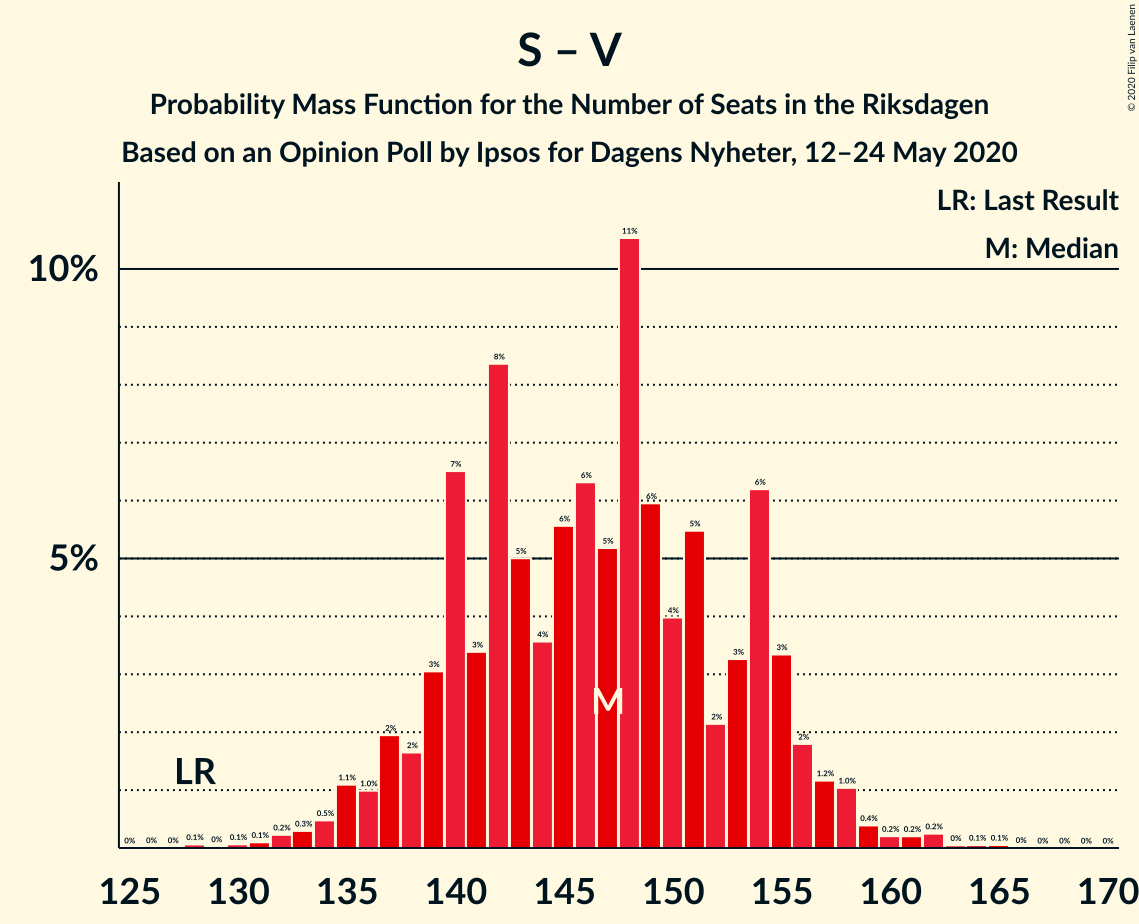 S – V
Probability Mass Function for the Number of Seats in the Riksdagen
Based on an Opinion Poll by Ipsos for Dagens Nyheter, 12–24 May 2020
© 2020 Filip van Laenen
LR: Last Result
M: Median
10%
5%
0% 0% 0% 0.1% 0% 0.1% 0.1% 0.2% 0.3% 0.5% 1.1% 1.0% 2% 2% 3% 7% 3% 8% 5% 4% 6% 6% 5% 11% 6% 4% 5% 2% 3% 6% 3% 2% 1.2% 1.0% 0.4% 0.2% 0.2% 0.2% 0% 0.1% 0.1% 0% 0% 0% 0% 0%
M
LR
125 130 135 140 145 150 155 160 165 170